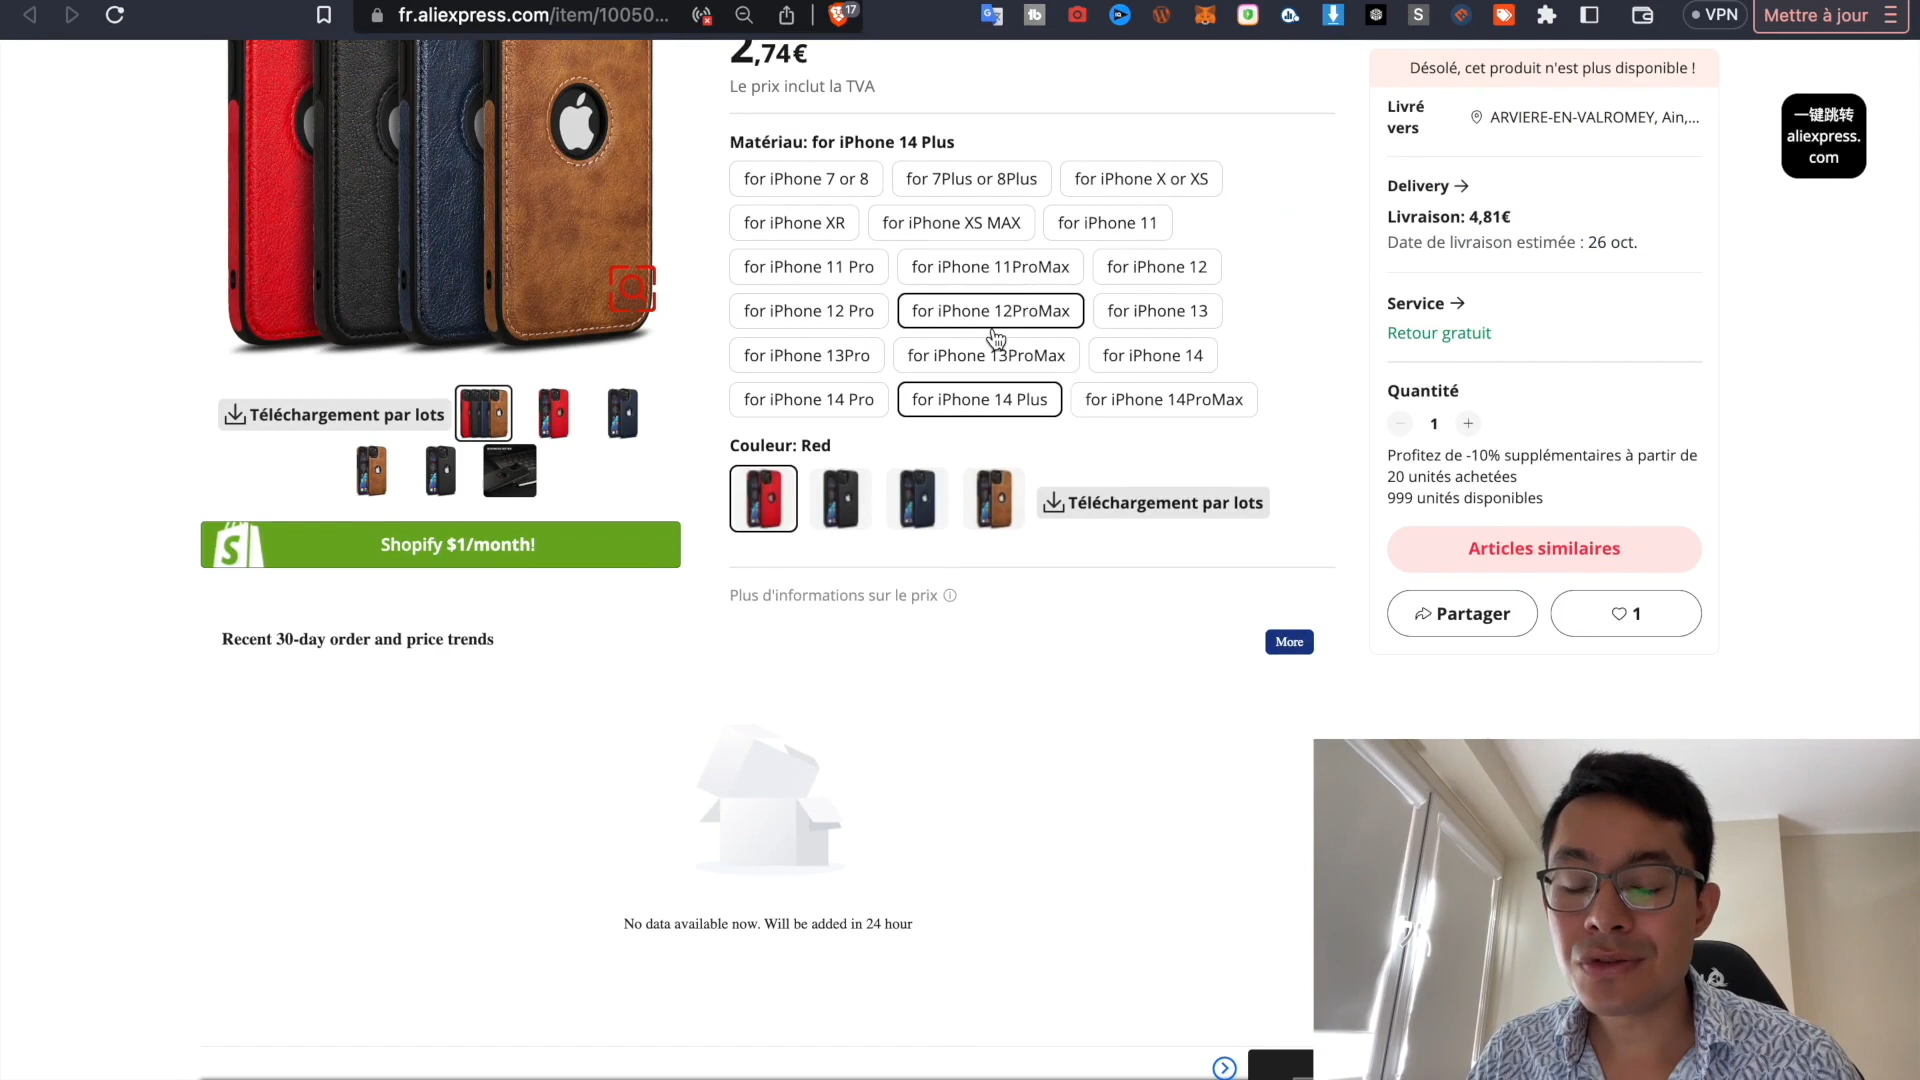 fr.aliexpress.com/item/10050...
17
VPN
Mettre à jour
2,74€
Le prix inclut la TVA
Matériau: for iPhone 14 Plus
for iPhone 7 or 8
for 7Plus or 8Plus
for iPhone X or XS
for iPhone XR
for iPhone XS MAX
for iPhone 11
for iPhone 11 Pro
for iPhone 11ProMax
for iPhone 12
for iPhone 12 Pro
for iPhone 12ProMax
for iPhone 13
for iPhone 13Pro
for iPhone 13ProMax
for iPhone 14
for iPhone 14 Pro
for iPhone 14 Plus
for iPhone 14ProMax
Couleur: Red
Téléchargement par lots
Téléchargement par lots
Shopify $1/month!
Plus d'informations sur le prix
Recent 30-day order and price trends
More
No data available now. Will be added in 24 hour
Désolé, cet produit n'est plus disponible !
Livré
vers
ARVIERE-EN-VALROMEY, Ain,...
Delivery
Livraison: 4,81€
Date de livraison estimée : 26 oct.
Service
Retour gratuit
Quantité
1
Profitez de -10% supplémentaires à partir de
20 unités achetées
999 unités disponibles
Articles similaires
Partager
1
一键跳转
aliexpress.
com